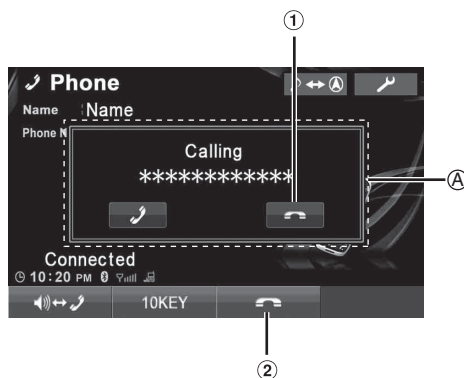 ①
Phone
♪ ↔ Ⓐ
Name : Name
Phone N
Calling
************
Ⓐ
Connected
10:20 PM
10KEY
②